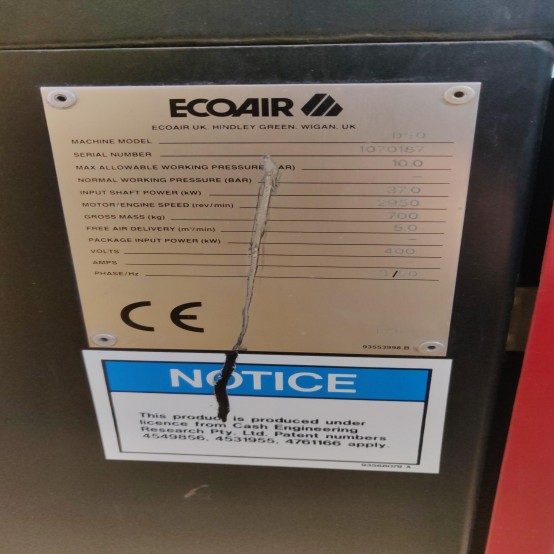 ECOAIR
ECOAIR UK. HINDLEY GREEN. WIGAN. UK
MACHINE MODEL
SERIAL NUMBER 1070187
MAX ALLOWABLE WORKING PRESSURE (BAR) 10.0
NORMAL WORKING PRESSURE (BAR) –
INPUT SHAFT POWER (kW) 37.0
MOTOR/ENGINE SPEED (rev/min) 2950
GROSS MASS (kg) 700
FREE AIR DELIVERY (m³/min) 5.0
PACKAGE INPUT POWER (kW) –
VOLTS 400
AMPS
PHASE/Hz /
CE
NOTICE
This product is produced under
licence from Cash Engineering
Research Pty. Ltd. Patent numbers
4549856, 4531955, 4761166 apply.